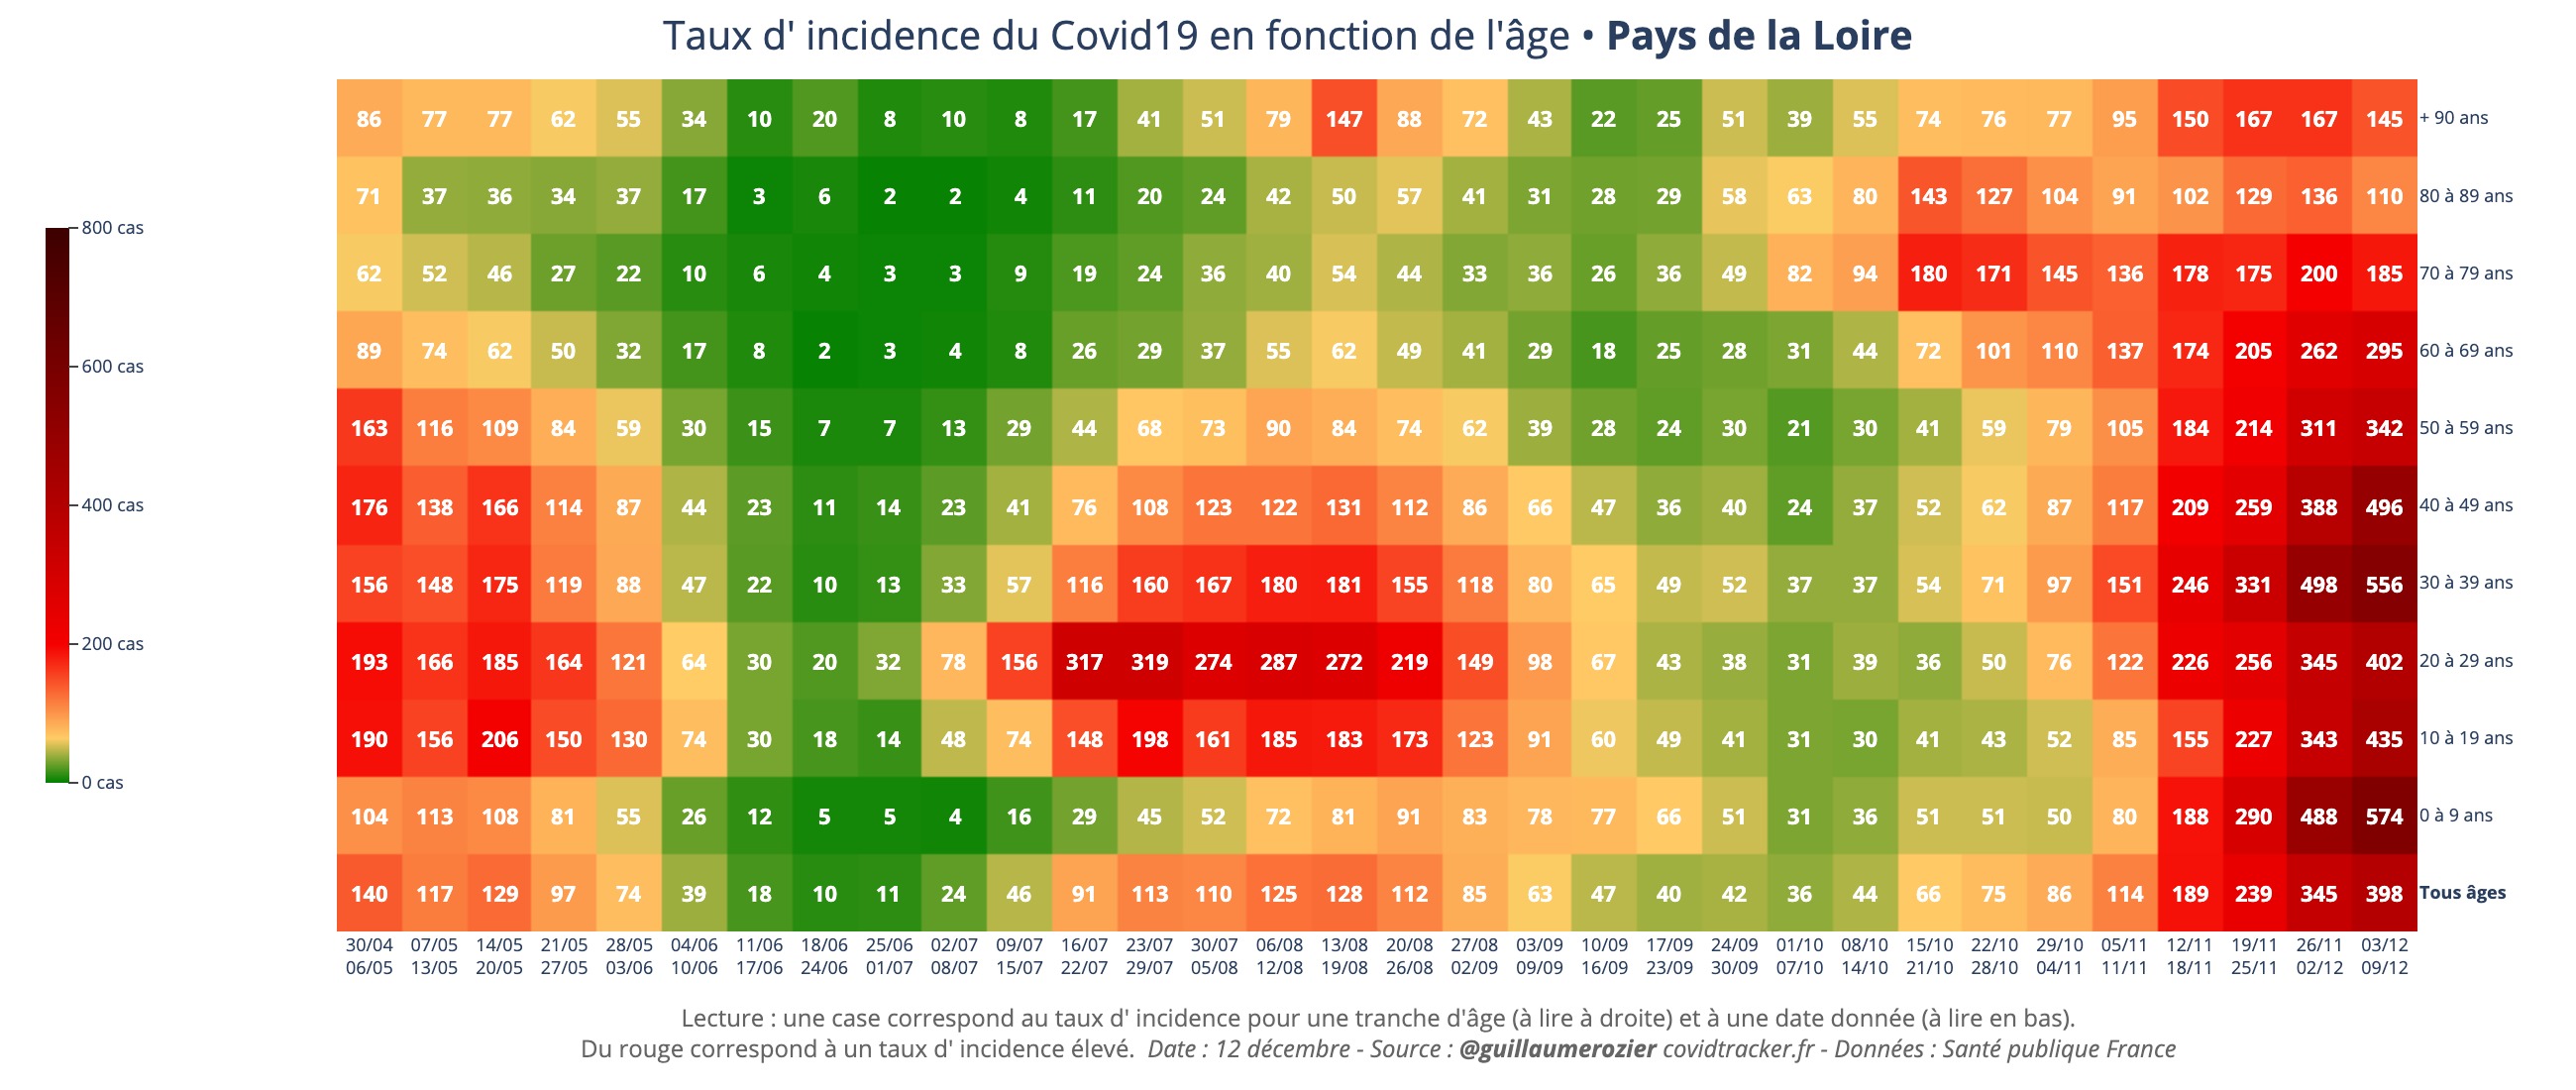 Taux d' incidence du Covid19 en fonction de l'âge • Pays de la Loire
86 77 77 62 55 34 10 20 8 10 8 17 41 51 79 147 88 72 43 22 25 51 39 55 74 76 77 95 150 167 167 145 + 90 ans
71 37 36 34 37 17 3 6 2 2 4 11 20 24 42 50 57 41 31 28 29 58 63 80 143 127 104 91 102 129 136 110 80 à 89 ans
800 cas
62 52 46 27 22 10 6 4 3 3 9 19 24 36 40 54 44 33 36 26 36 49 82 94 180 171 145 136 178 175 200 185 70 à 79 ans
89 74 62 50 32 17 8 2 3 4 8 26 29 37 55 62 49 41 29 18 25 28 31 44 72 101 110 137 174 205 262 295 60 à 69 ans
600 cas
163 116 109 84 59 30 15 7 7 13 29 44 68 73 90 84 74 62 39 28 24 30 21 30 41 59 79 105 184 214 311 342 50 à 59 ans
400 cas
176 138 166 114 87 44 23 11 14 23 41 76 108 123 122 131 112 86 66 47 36 40 24 37 52 62 87 117 209 259 388 496 40 à 49 ans
156 148 175 119 88 47 22 10 13 33 57 116 160 167 180 181 155 118 80 65 49 52 37 37 54 71 97 151 246 331 498 556 30 à 39 ans
200 cas
193 166 185 164 121 64 30 20 32 78 156 317 319 274 287 272 219 149 98 67 43 38 31 39 36 50 76 122 226 256 345 402 20 à 29 ans
190 156 206 150 130 74 30 18 14 48 74 148 198 161 185 183 173 123 91 60 49 41 31 30 41 43 52 85 155 227 343 435 10 à 19 ans
0 cas
104 113 108 81 55 26 12 5 5 4 16 29 45 52 72 81 91 83 78 77 66 51 31 36 51 51 50 80 188 290 488 574 0 à 9 ans
140 117 129 97 74 39 18 10 11 24 46 91 113 110 125 128 112 85 63 47 40 42 36 44 66 75 86 114 189 239 345 398 Tous âges
30/04 07/05 14/05 21/05 28/05 04/06 11/06 18/06 25/06 02/07 09/07 16/07 23/07 30/07 06/08 13/08 20/08 27/08 03/09 10/09 17/09 24/09 01/10 08/10 15/10 22/10 29/10 05/11 12/11 19/11 26/11 03/12
06/05 13/05 20/05 27/05 03/06 10/06 17/06 24/06 01/07 08/07 15/07 22/07 29/07 05/08 12/08 19/08 26/08 02/09 09/09 16/09 23/09 30/09 07/10 14/10 21/10 28/10 04/11 11/11 18/11 25/11 02/12 09/12
Lecture : une case correspond au taux d' incidence pour une tranche d'âge (à lire à droite) et à une date donnée (à lire en bas).
Du rouge correspond à un taux d' incidence élevé. Date : 12 décembre - Source : @guillaumerozier covidtracker.fr - Données : Santé publique France